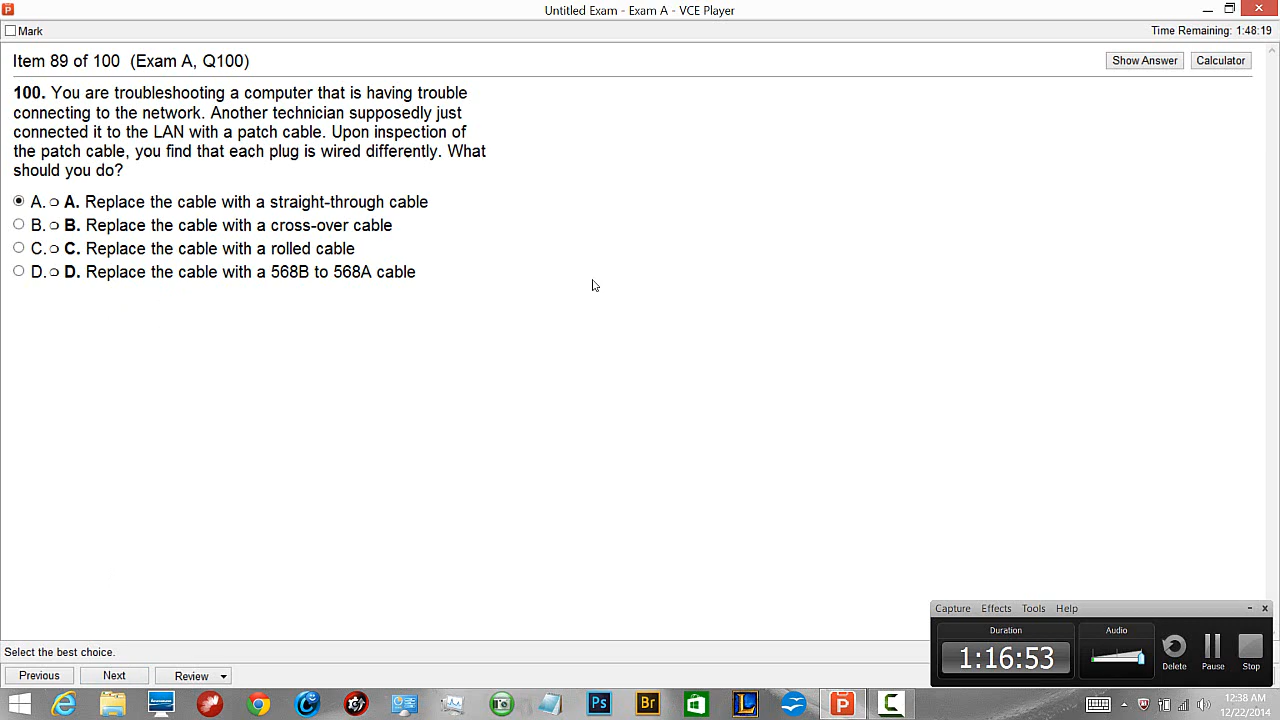 Untitled Exam - Exam A - VCE Player
Mark
Time Remaining: 1:48:19
Item 89 of 100 (Exam A, Q100)
Show Answer
Calculator
100. You are troubleshooting a computer that is having trouble
connecting to the network. Another technician supposedly just
connected it to the LAN with a patch cable. Upon inspection of
the patch cable, you find that each plug is wired differently. What
should you do?
A. A. Replace the cable with a straight-through cable
B. B. Replace the cable with a cross-over cable
C. C. Replace the cable with a rolled cable
D. D. Replace the cable with a 568B to 568A cable
Capture Effects Tools Help
Duration
Audio
1:16:53
Delete Pause Stop
Select the best choice.
Previous
Next
Review
Ps
Br
12:38 AM
12/22/2014